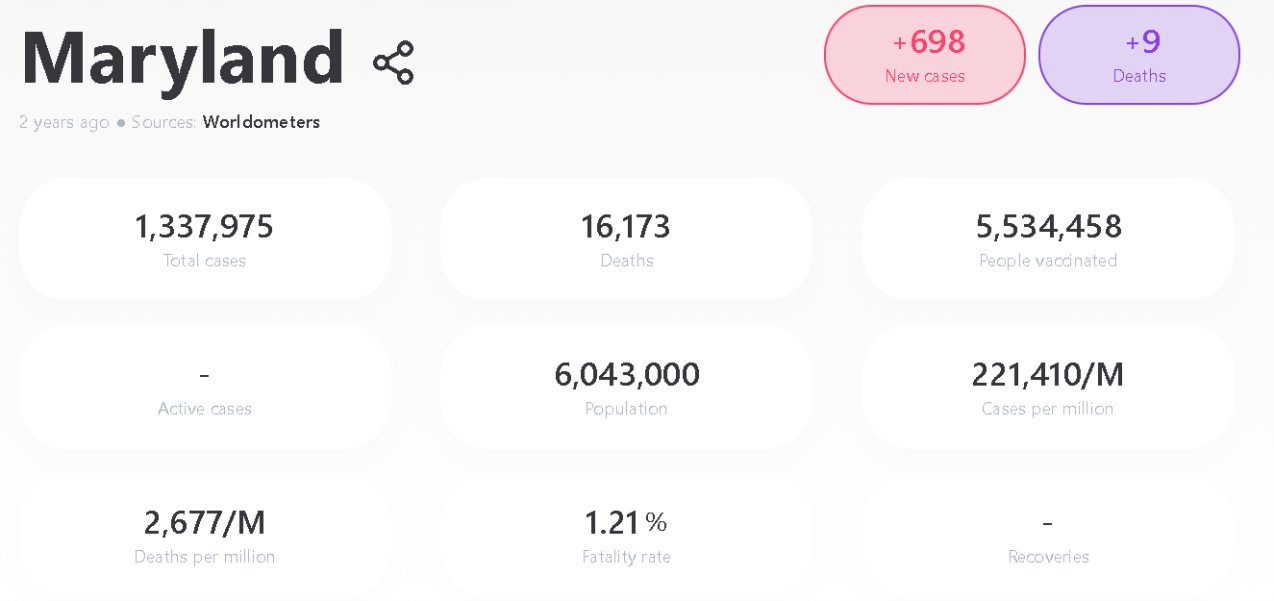 Maryland
+698
New cases
+9
Deaths
2 years ago ● Sources: Worldometers
1,337,975
Total cases
16,173
Deaths
5,534,458
People vaccinated
-
Active cases
6,043,000
Population
221,410/M
Cases per million
2,677/M
Deaths per million
1.21 %
Fatality rate
-
Recoveries